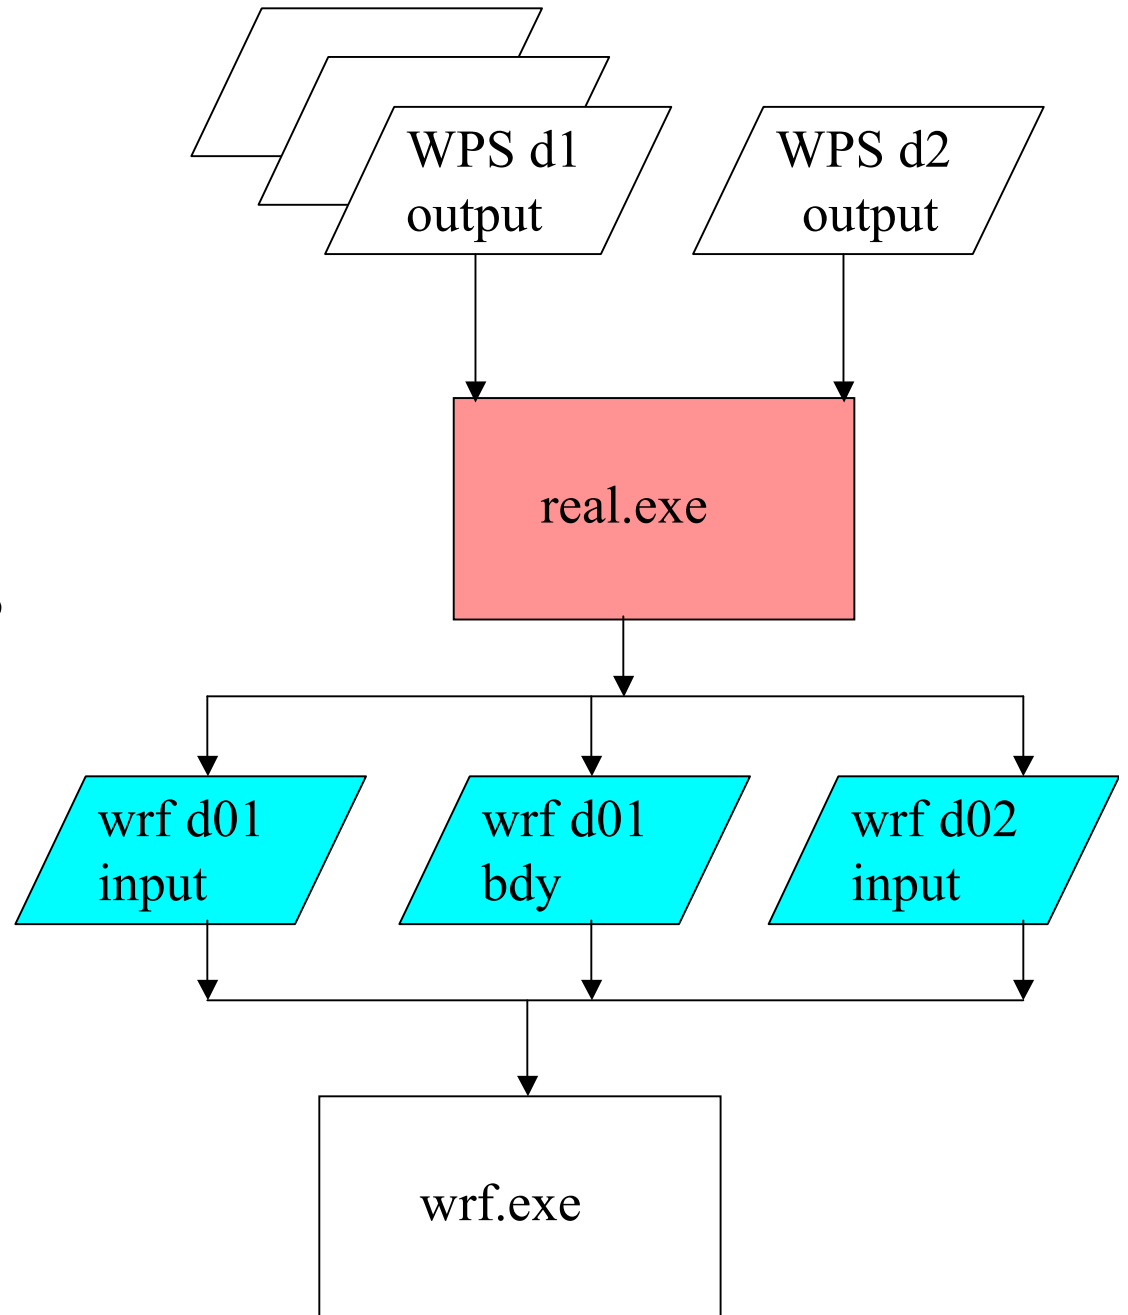 WPS d1
output
WPS d2
output
real.exe
wrf d01
input
wrf d01
bdy
wrf d02
input
wrf.exe